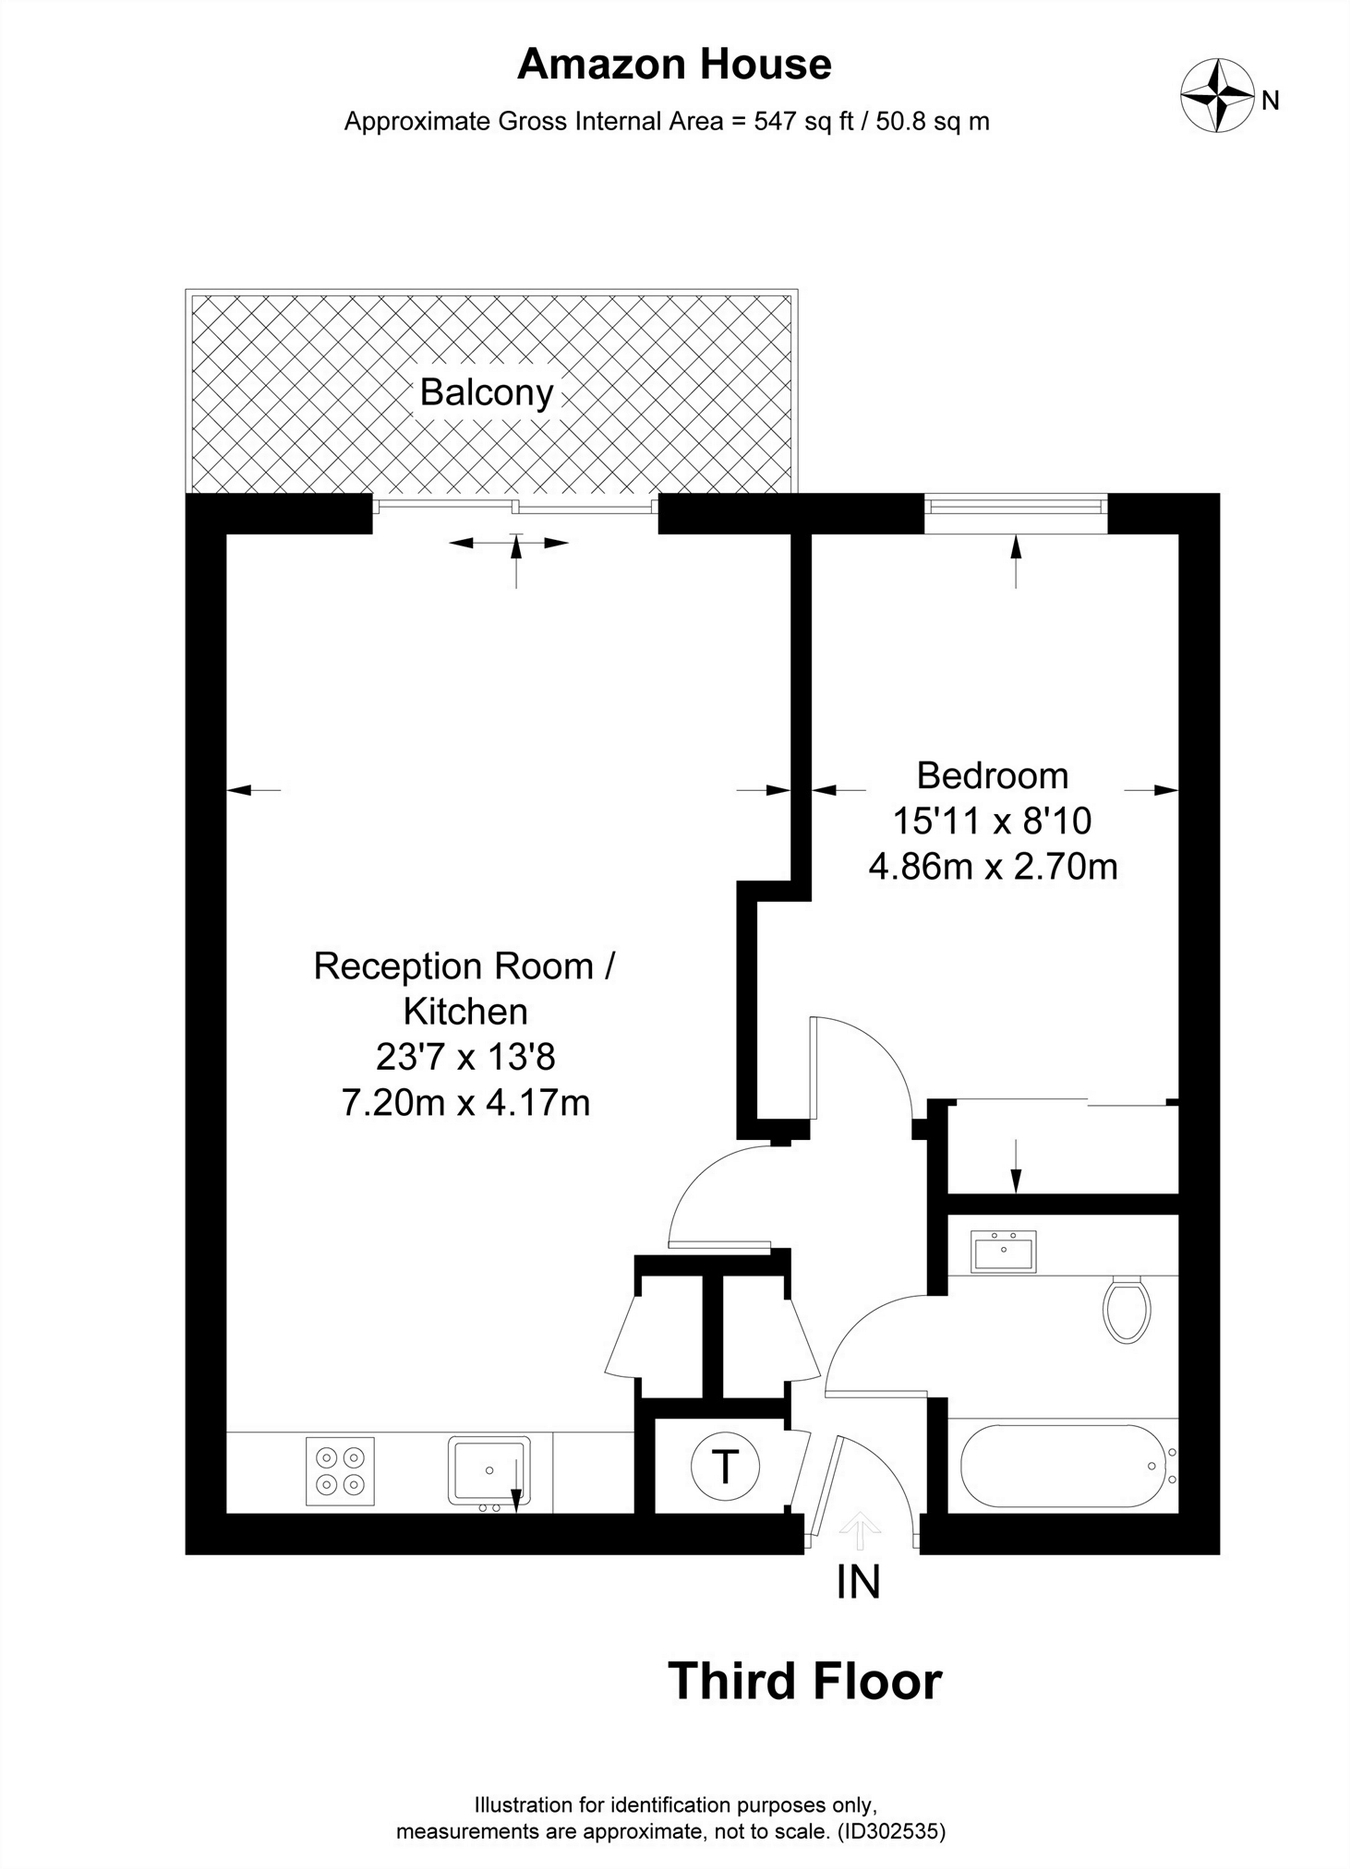 Amazon House
Approximate Gross Internal Area = 547 sq ft / 50.8 sq m
N
Balcony
Bedroom
15'11 x 8'10
4.86m x 2.70m
Reception Room /
Kitchen
23'7 x 13'8
7.20m x 4.17m
T
IN
Third Floor
Illustration for identification purposes only,
measurements are approximate, not to scale. (ID302535)